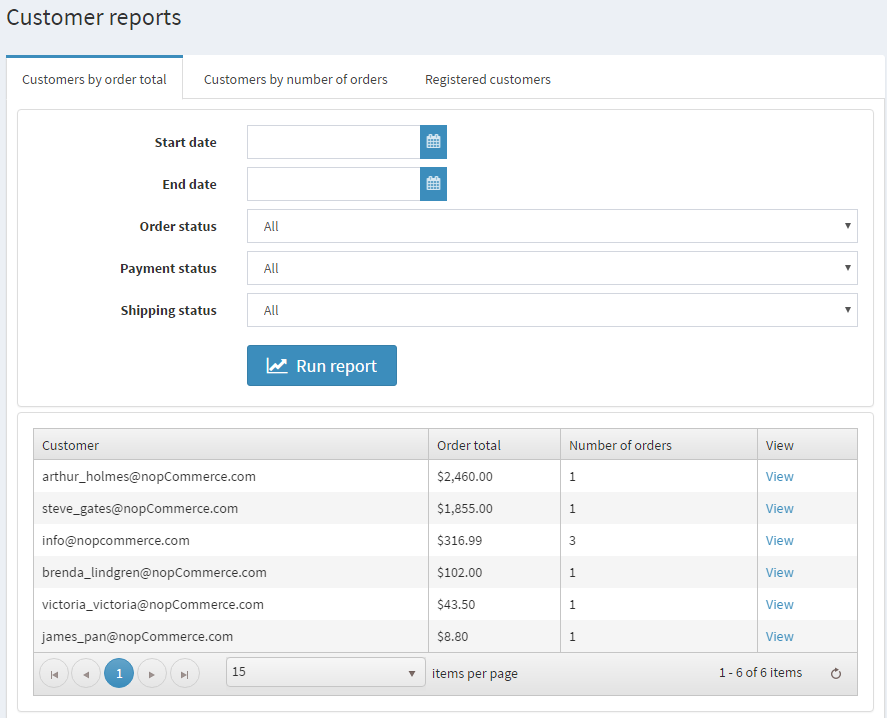 Customer reports
Customers by order total Customers by number of orders Registered customers
Start date
End date
Order status All
Payment status All
Shipping status All
Run report
Customer Order total Number of orders View
arthur_holmes@nopCommerce.com $2,460.00 1 View
steve_gates@nopCommerce.com $1,855.00 1 View
info@nopcommerce.com $316.99 3 View
brenda_lindgren@nopCommerce.com $102.00 1 View
victoria_victoria@nopCommerce.com $43.50 1 View
james_pan@nopCommerce.com $8.80 1 View
1 15 items per page 1 - 6 of 6 items